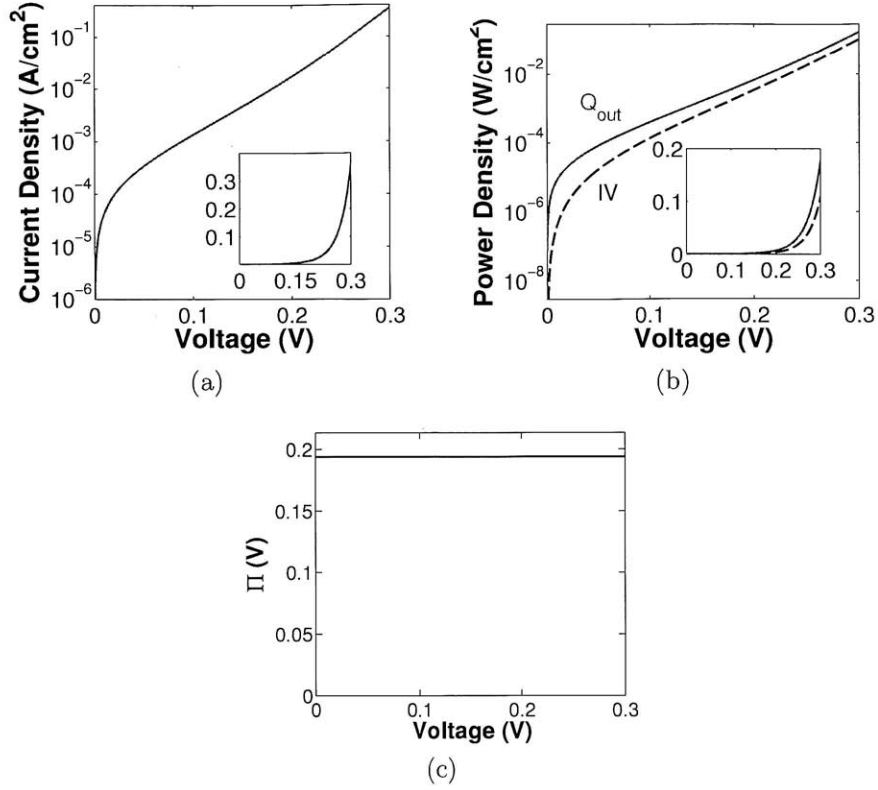 Current Density (A/cm²)
10⁻¹
10⁻²
10⁻³
10⁻⁴
10⁻⁵
10⁻⁶
0.3
0.2
0.1
0 0.15 0.3
0 0.1 0.2 0.3
Voltage (V)
(a)
Power Density (W/cm²)
10⁻²
10⁻⁴
10⁻⁶
10⁻⁸
Q_out
IV
0.2
0.1
0
0 0.1 0.2 0.3
0 0.1 0.2 0.3
Voltage (V)
(b)
Π (V)
0.2
0.15
0.1
0.05
0
0 0.1 0.2 0.3
Voltage (V)
(c)